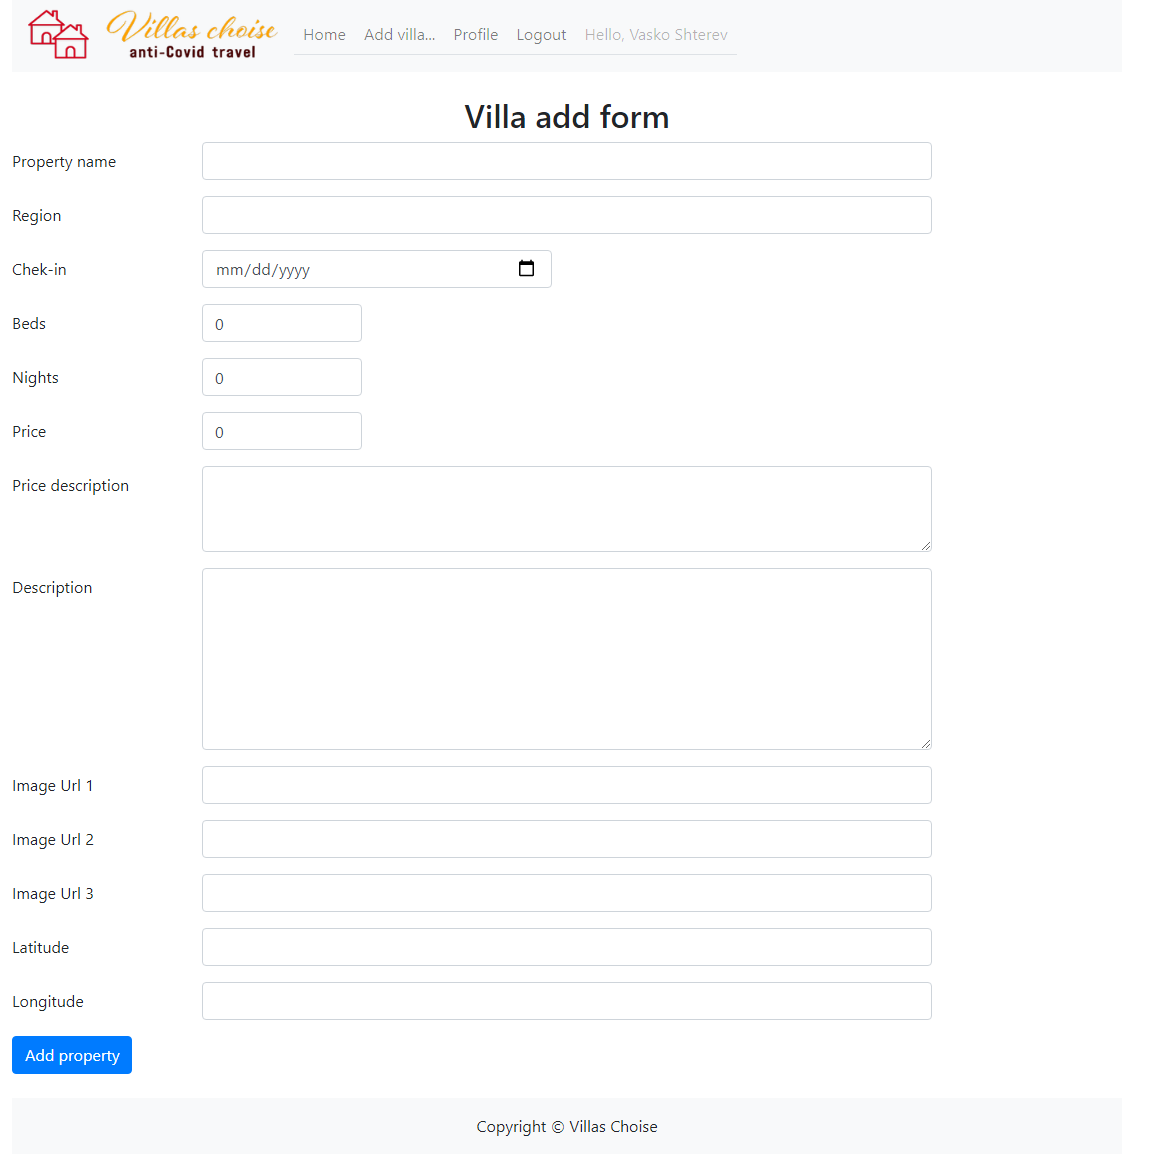 Villas choise
anti-Covid travel
Home Add villa... Profile Logout Hello, Vasko Shterev
Villa add form
Property name
Region
Chek-in mm/dd/yyyy
Beds 0
Nights 0
Price 0
Price description
Description
Image Url 1
Image Url 2
Image Url 3
Latitude
Longitude
Add property
Copyright © Villas Choise